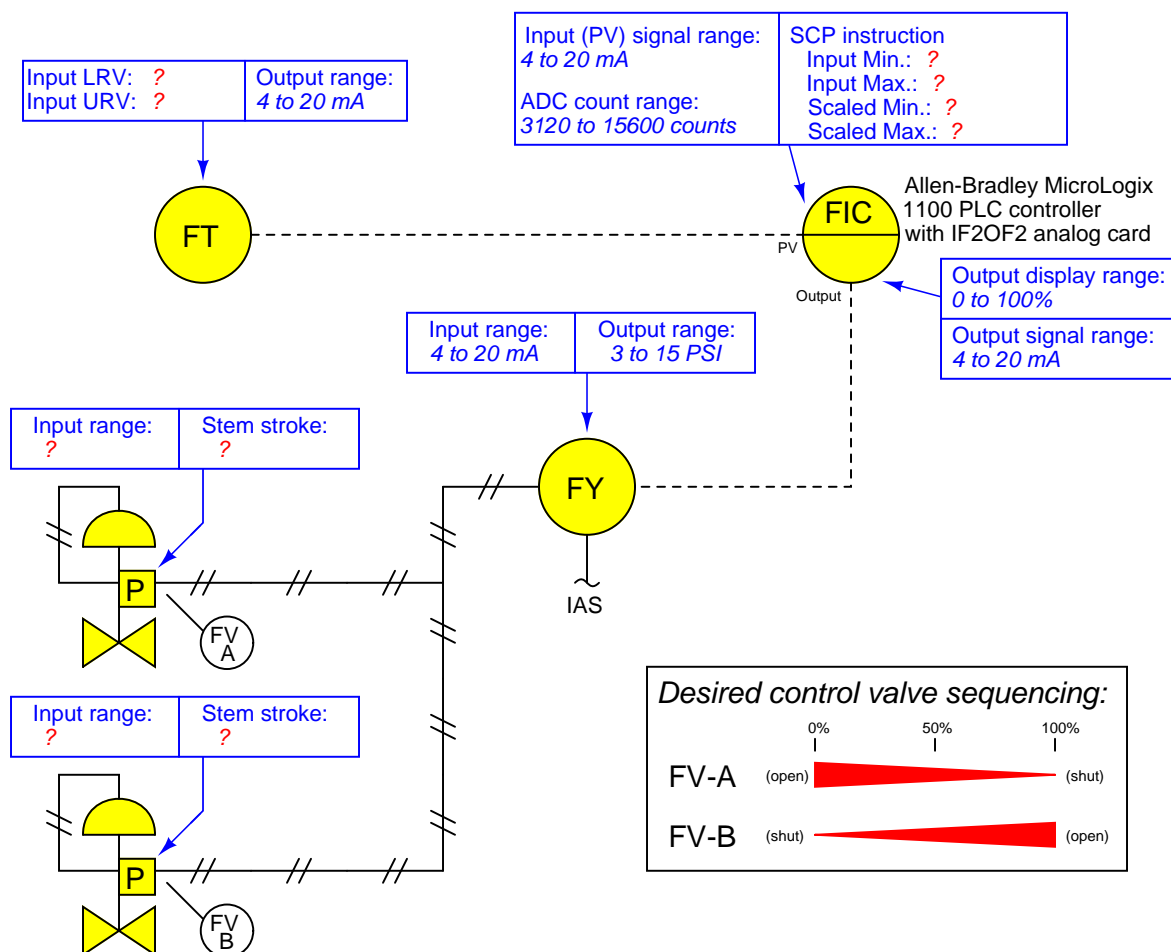 Input LRV: ?
Input URV: ?
Output range:
4 to 20 mA
Input (PV) signal range:
4 to 20 mA
ADC count range:
3120 to 15600 counts
SCP instruction
Input Min.: ?
Input Max.: ?
Scaled Min.: ?
Scaled Max.: ?
FT
FIC
PV
Output
Allen-Bradley MicroLogix
1100 PLC controller
with IF2OF2 analog card
Output display range:
0 to 100%
Output signal range:
4 to 20 mA
Input range:
4 to 20 mA
Output range:
3 to 15 PSI
FY
IAS
Input range:
?
Stem stroke:
?
P
FV
A
Input range:
?
Stem stroke:
?
P
FV
B
Desired control valve sequencing:
0% 50% 100%
FV-A (open) (shut)
FV-B (shut) (open)